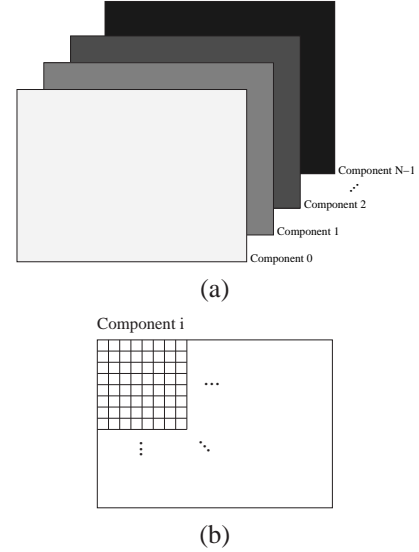 Component N–1
⋰
Component 2
Component 1
Component 0
(a)
Component i
...
⋮ ⋱
(b)